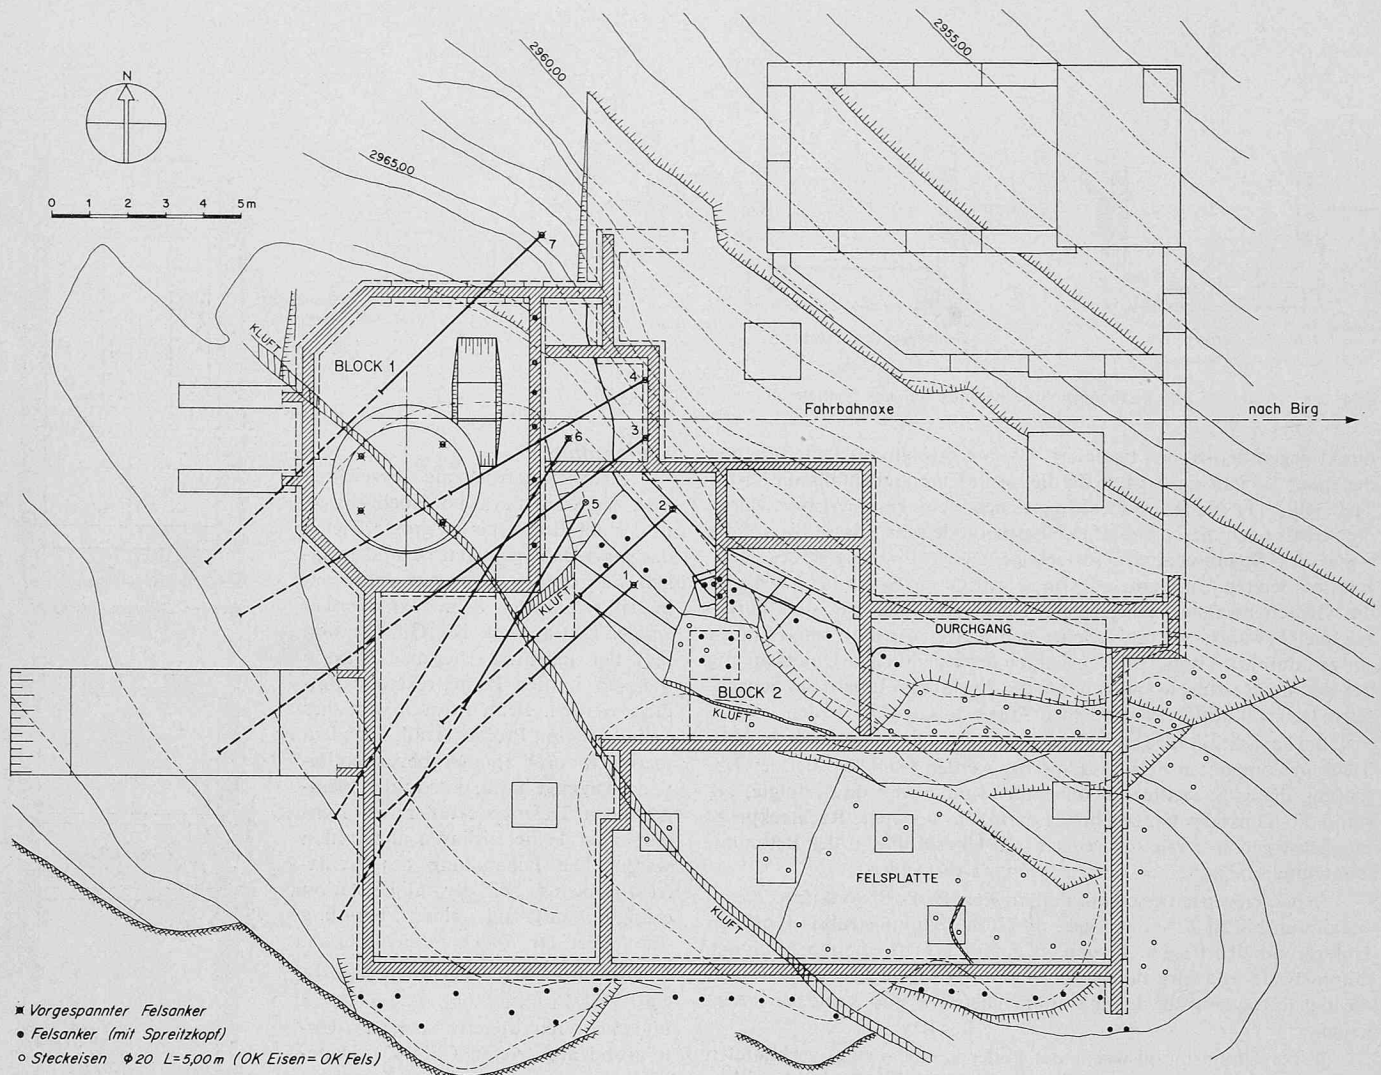 2955,00
2960,00
N
2965,00
0 1 2 3 4 5m
7
KLUFT
BLOCK 1
4
Fahrbahnaxe
nach Birg
3
6
5
2
1
KLUFT
DURCHGANG
BLOCK 2
KLUFT
FELSPLATTE
KLUFT
Vorgespannter Felsanker
Felsanker (mit Spreitzkopf)
Steckeisen ϕ20 L=5,00m (OK Eisen=OK Fels)